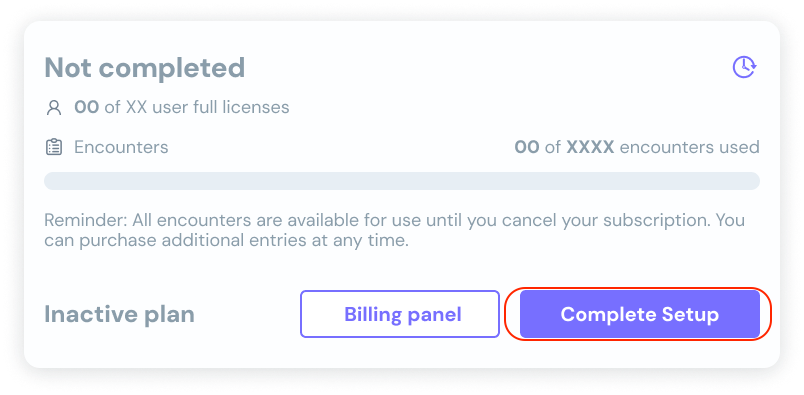 Not completed
00 of XX user full licenses
Encounters
00 of XXXX encounters used
Reminder: All encounters are available for use until you cancel your subscription. You
can purchase additional entries at any time.
Inactive plan
Billing panel
Complete Setup